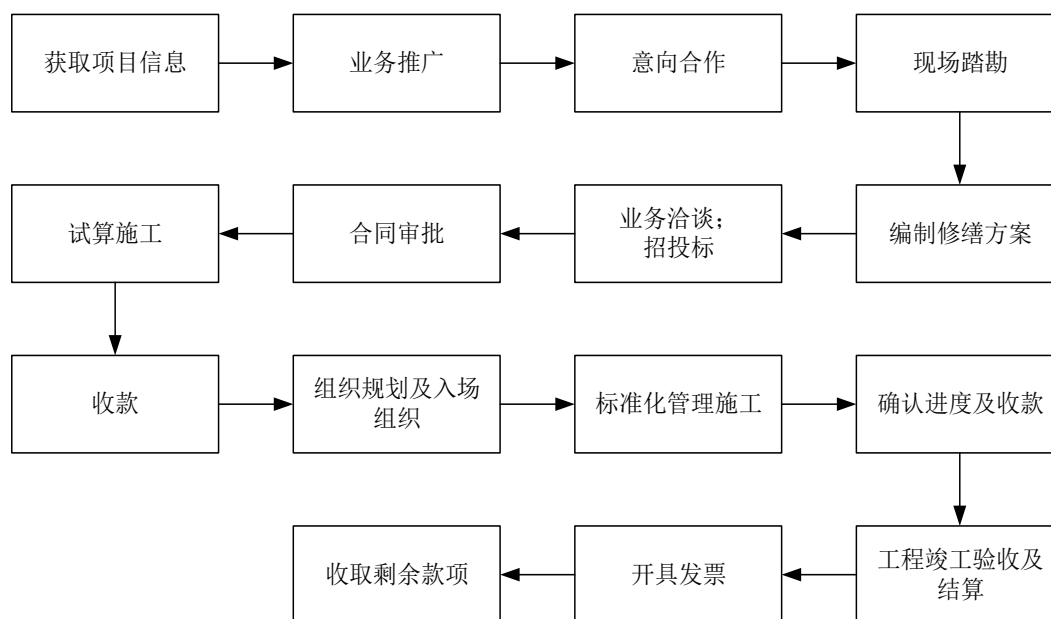 获取项目信息
业务推广
意向合作
现场踏勘
试算施工
合同审批
业务洽谈；
招投标
编制修缮方案
收款
组织规划及入场
组织
标准化管理施工
确认进度及收款
收取剩余款项
开具发票
工程竣工验收及
结算